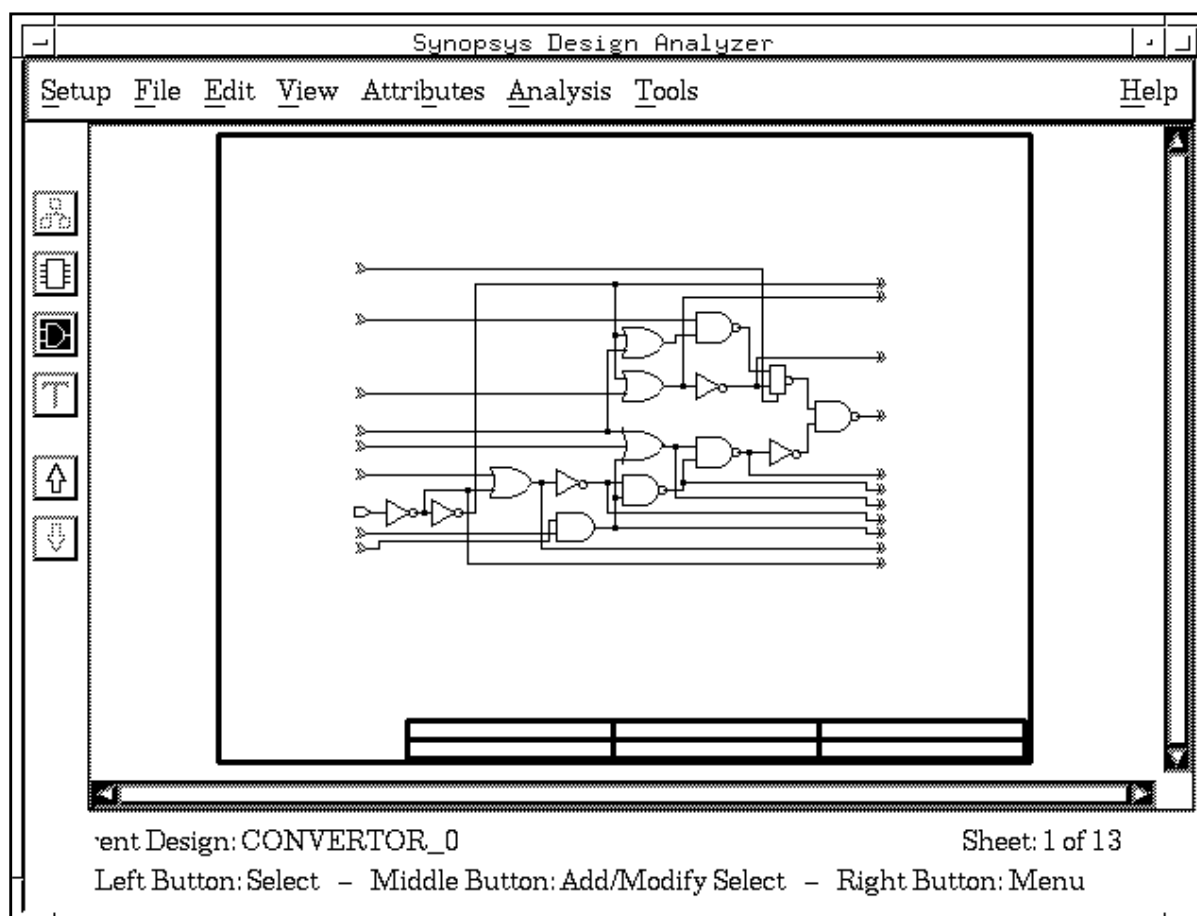 Synopsys Design Analyzer
Setup File Edit View Attributes Analysis Tools Help
T
rent Design: CONVERTOR_0 Sheet: 1 of 13
Left Button: Select – Middle Button: Add/Modify Select – Right Button: Menu